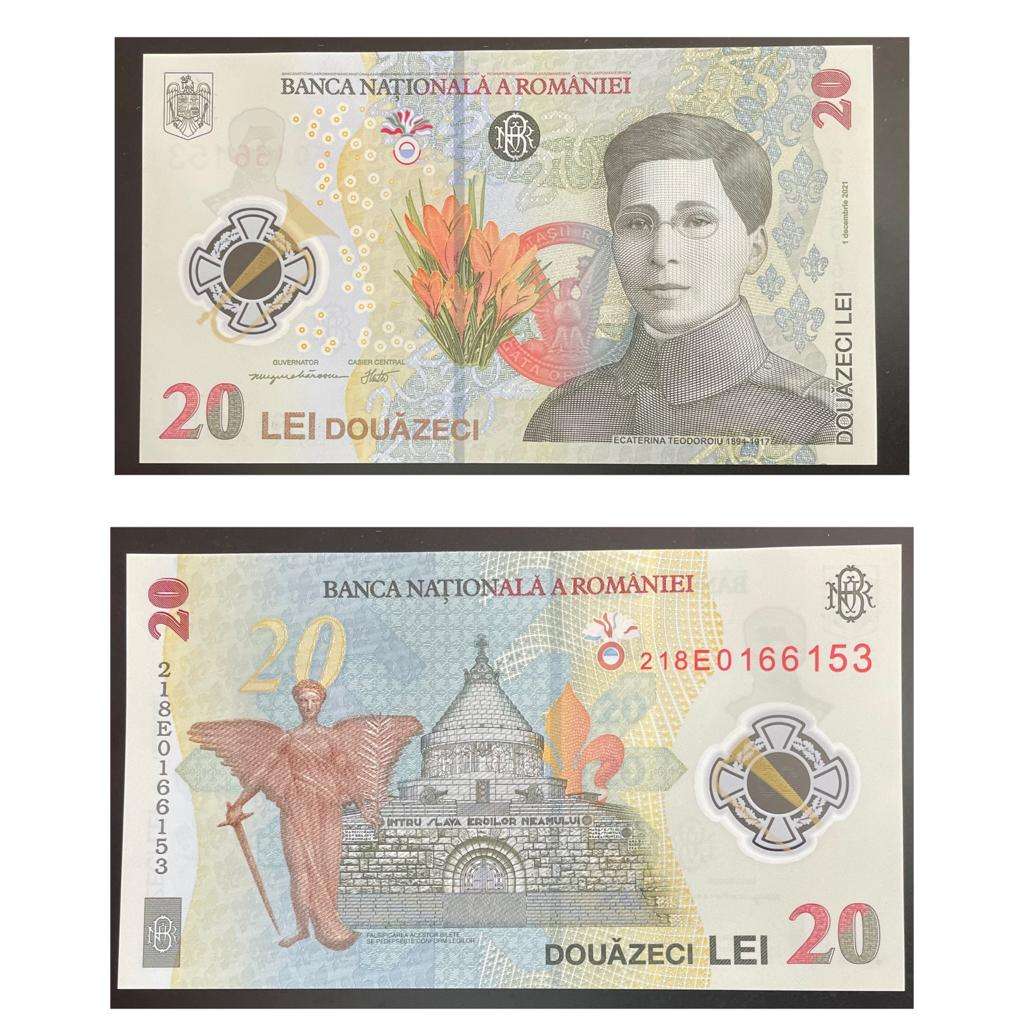 BANCA NAȚIONALĂ A ROMÂNIEI
20
1 decembrie 2021
GUVERNATOR
CASIER CENTRAL
20 LEI DOUĂZECI
ECATERINA TEODOROIU 1894-1917
DOUĂZECI LEI
20
BANCA NAȚIONALĂ A ROMÂNIEI
20
218E0166153
218E0166153
INTRU SLAVA EROILOR NEAMULUI
FALSIFICAREA ACESTOR BILETE
SE PEDEPSEȘTE CONFORM LEGILOR
DOUĂZECI LEI 20